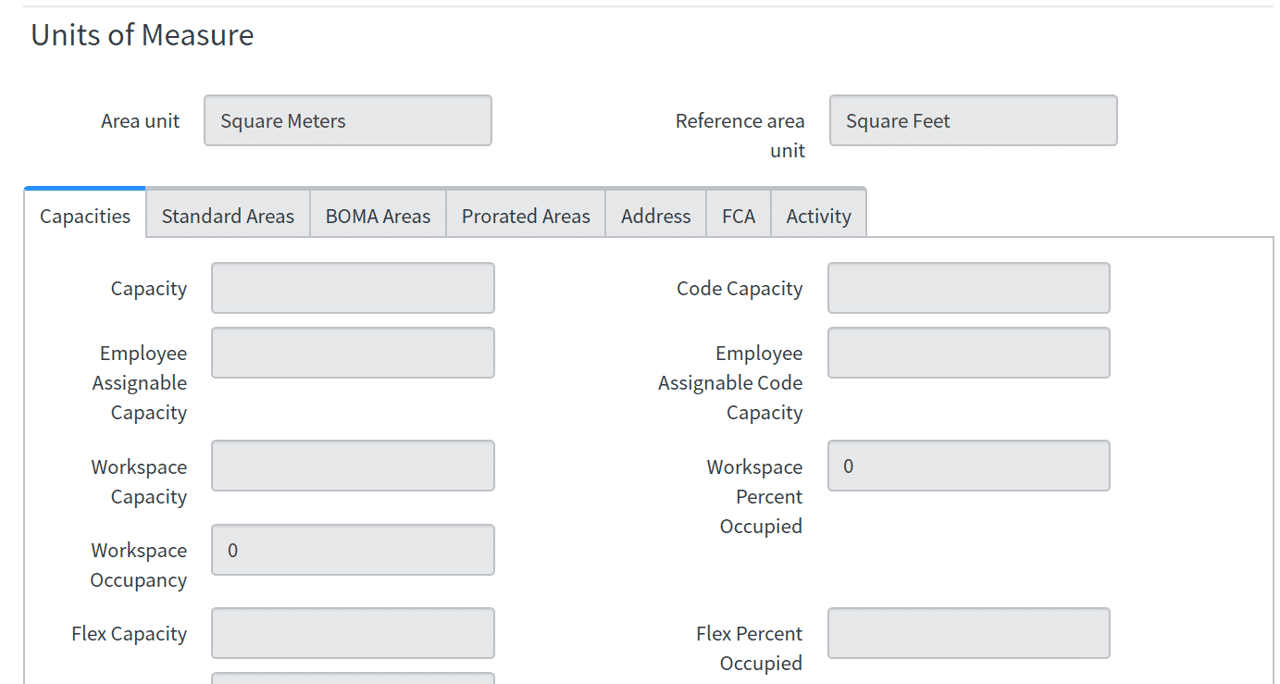 Units of Measure
Area unit Square Meters Reference area Square Feet
unit
Capacities Standard Areas BOMA Areas Prorated Areas Address FCA Activity
Capacity Code Capacity
Employee Employee
Assignable Assignable Code
Capacity Capacity
Workspace Workspace 0
Capacity Percent
Occupied
Workspace 0
Occupancy
Flex Capacity Flex Percent
Occupied